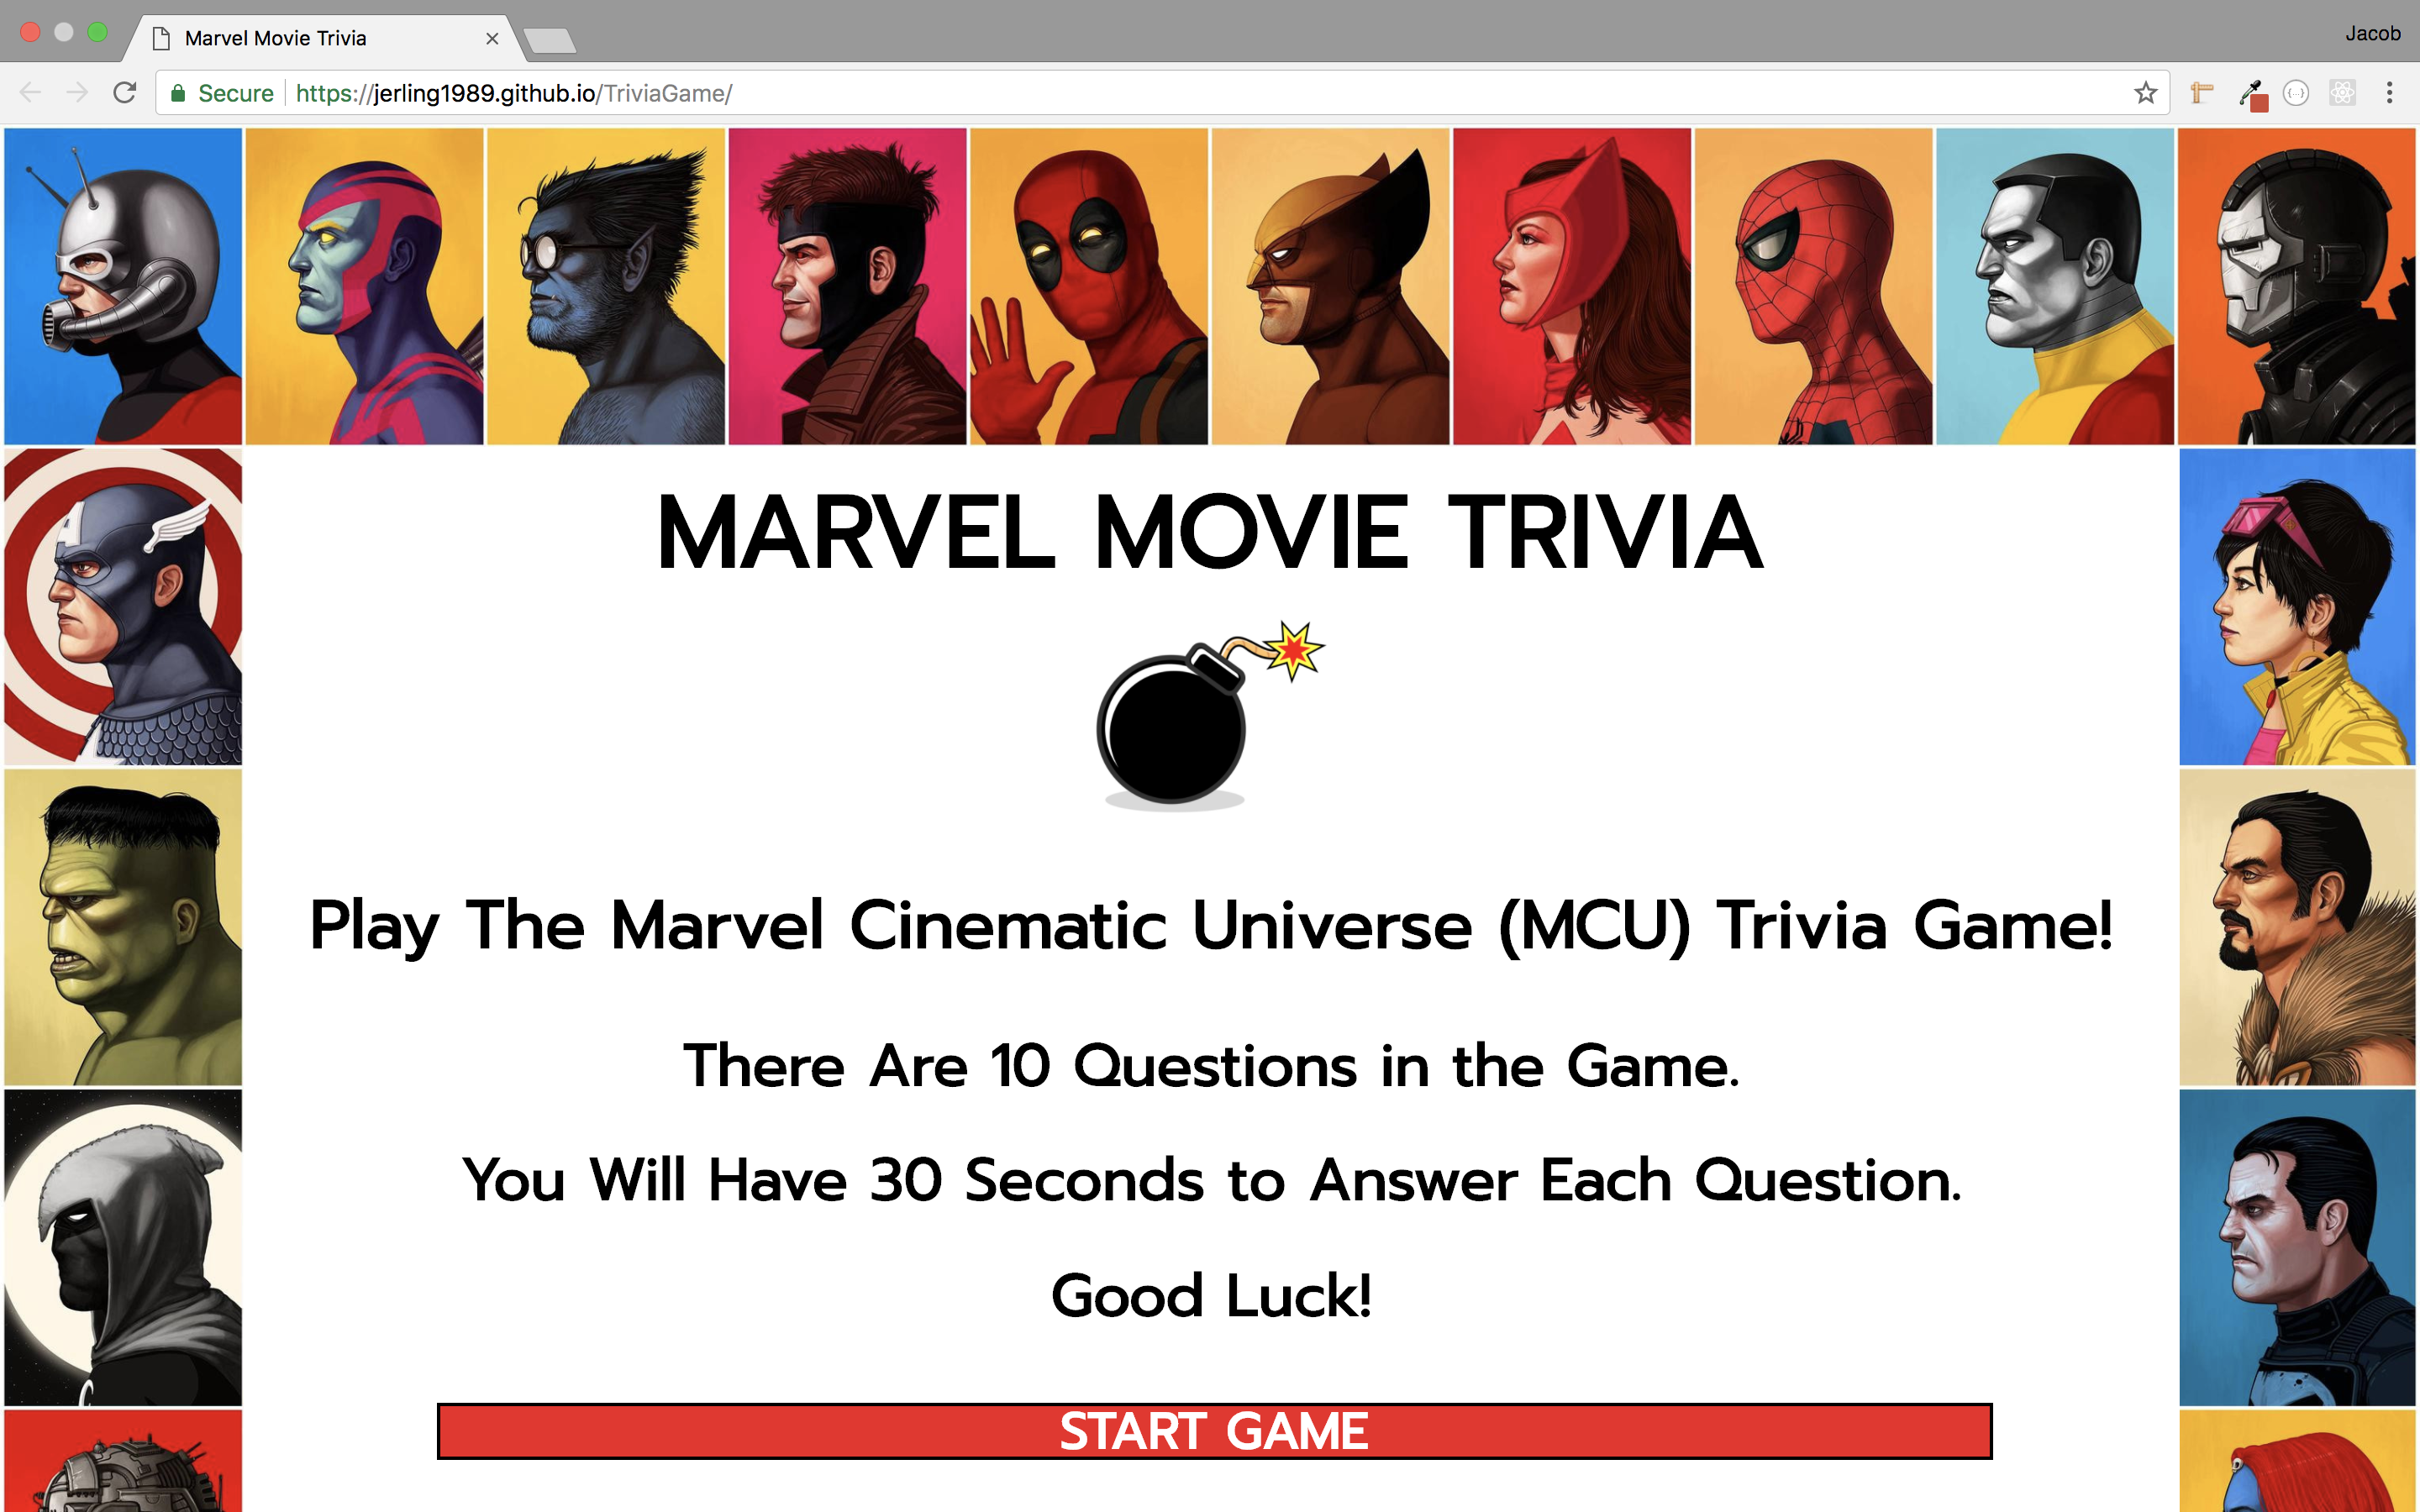 Marvel Movie Trivia
Jacob
Secure https://jerling1989.github.io/TriviaGame/
MARVEL MOVIE TRIVIA
Play The Marvel Cinematic Universe (MCU) Trivia Game!
There Are 10 Questions in the Game.
You Will Have 30 Seconds to Answer Each Question.
Good Luck!
START GAME